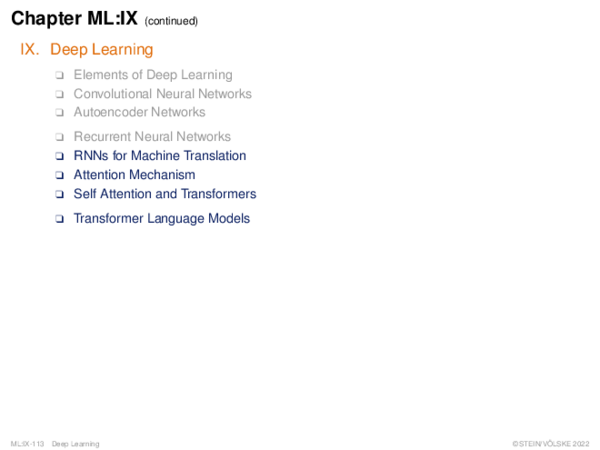 Chapter ML:IX (continued)
IX. Deep Learning
❑ Elements of Deep Learning
❑ Convolutional Neural Networks
❑ Autoencoder Networks
❑ Recurrent Neural Networks
❑ RNNs for Machine Translation
❑ Attention Mechanism
❑ Self Attention and Transformers
❑ Transformer Language Models
ML:IX-113 Deep Learning ©STEIN/VÖLSKE 2022